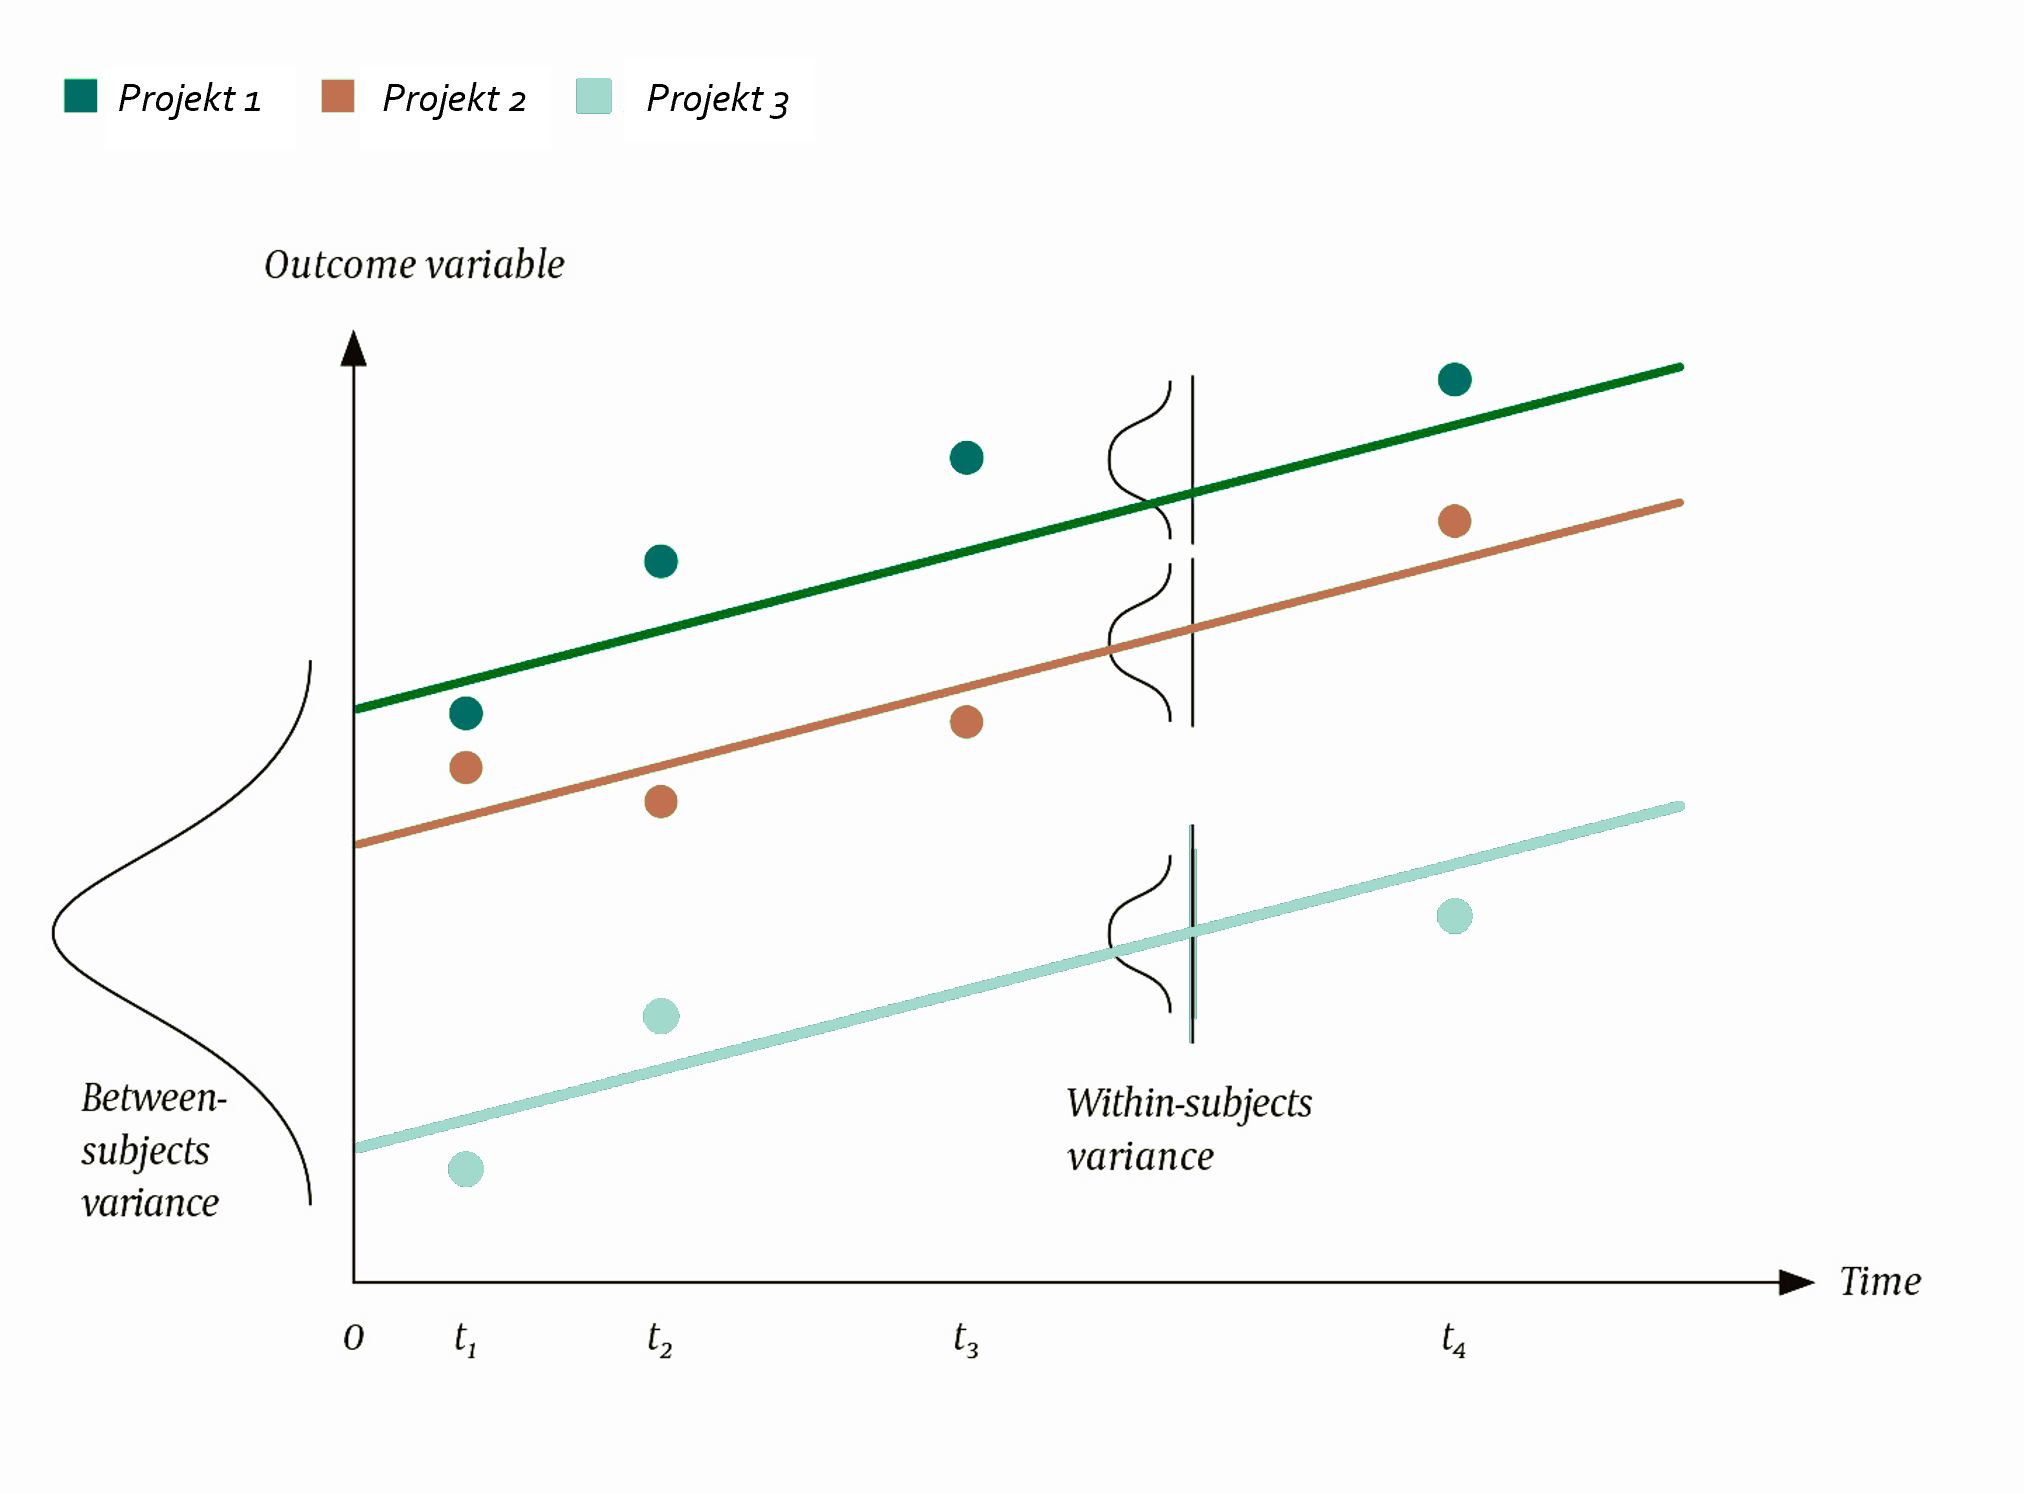 Projekt 1 Projekt 2 Projekt 3
Outcome variable
Between-
subjects
variance
Within-subjects
variance
Time
0 t₁ t₂ t₃ t₄